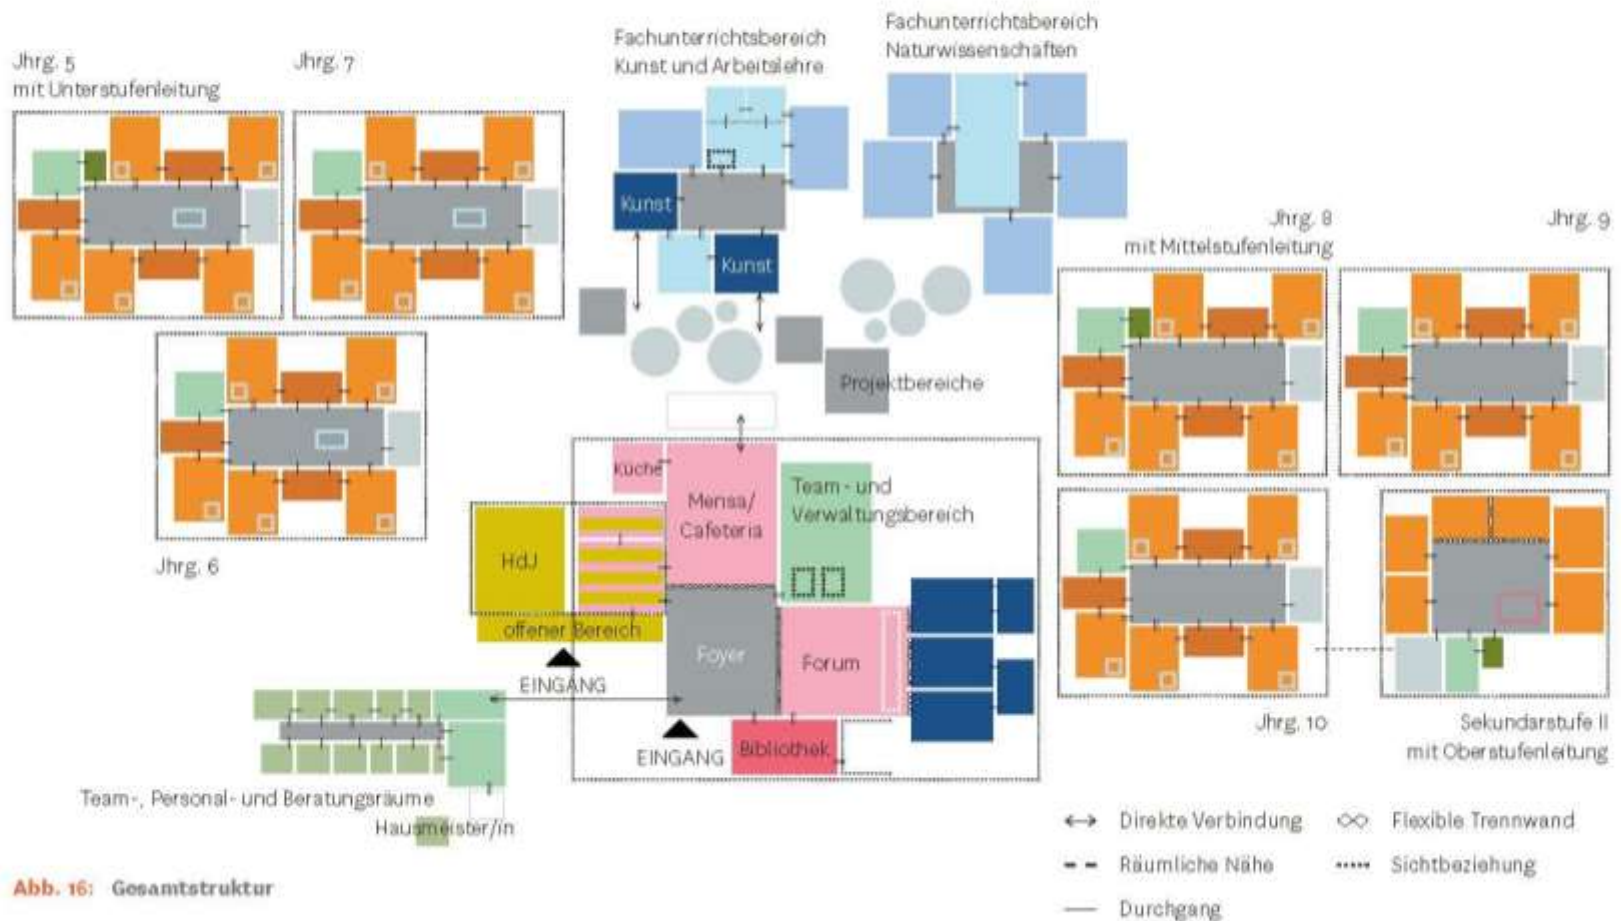 Jhrg. 5
mit Unterstufenleitung
Jhrg. 7
Fachunterrichtsbereich
Kunst und Arbeitslehre
Fachunterrichtsbereich
Naturwissenschaften
Kunst
Kunst
Jhrg. 8
mit Mittelstufenleitung
Jhrg. 9
Projektbereiche
Jhrg. 6
Küche
Mensa/
Cafeteria
Team- und
Verwaltungsbereich
HdJ
offener Bereich
Foyer
Forum
EINGANG
EINGANG
Bibliothek
Jhrg. 10
Sekundarstufe II
mit Oberstufenleitung
Team-, Personal- und Beratungsräume
Hausmeister/in
Direkte Verbindung
Flexible Trennwand
Räumliche Nähe
Sichtbeziehung
Durchgang
Abb. 16: Gesamtstruktur